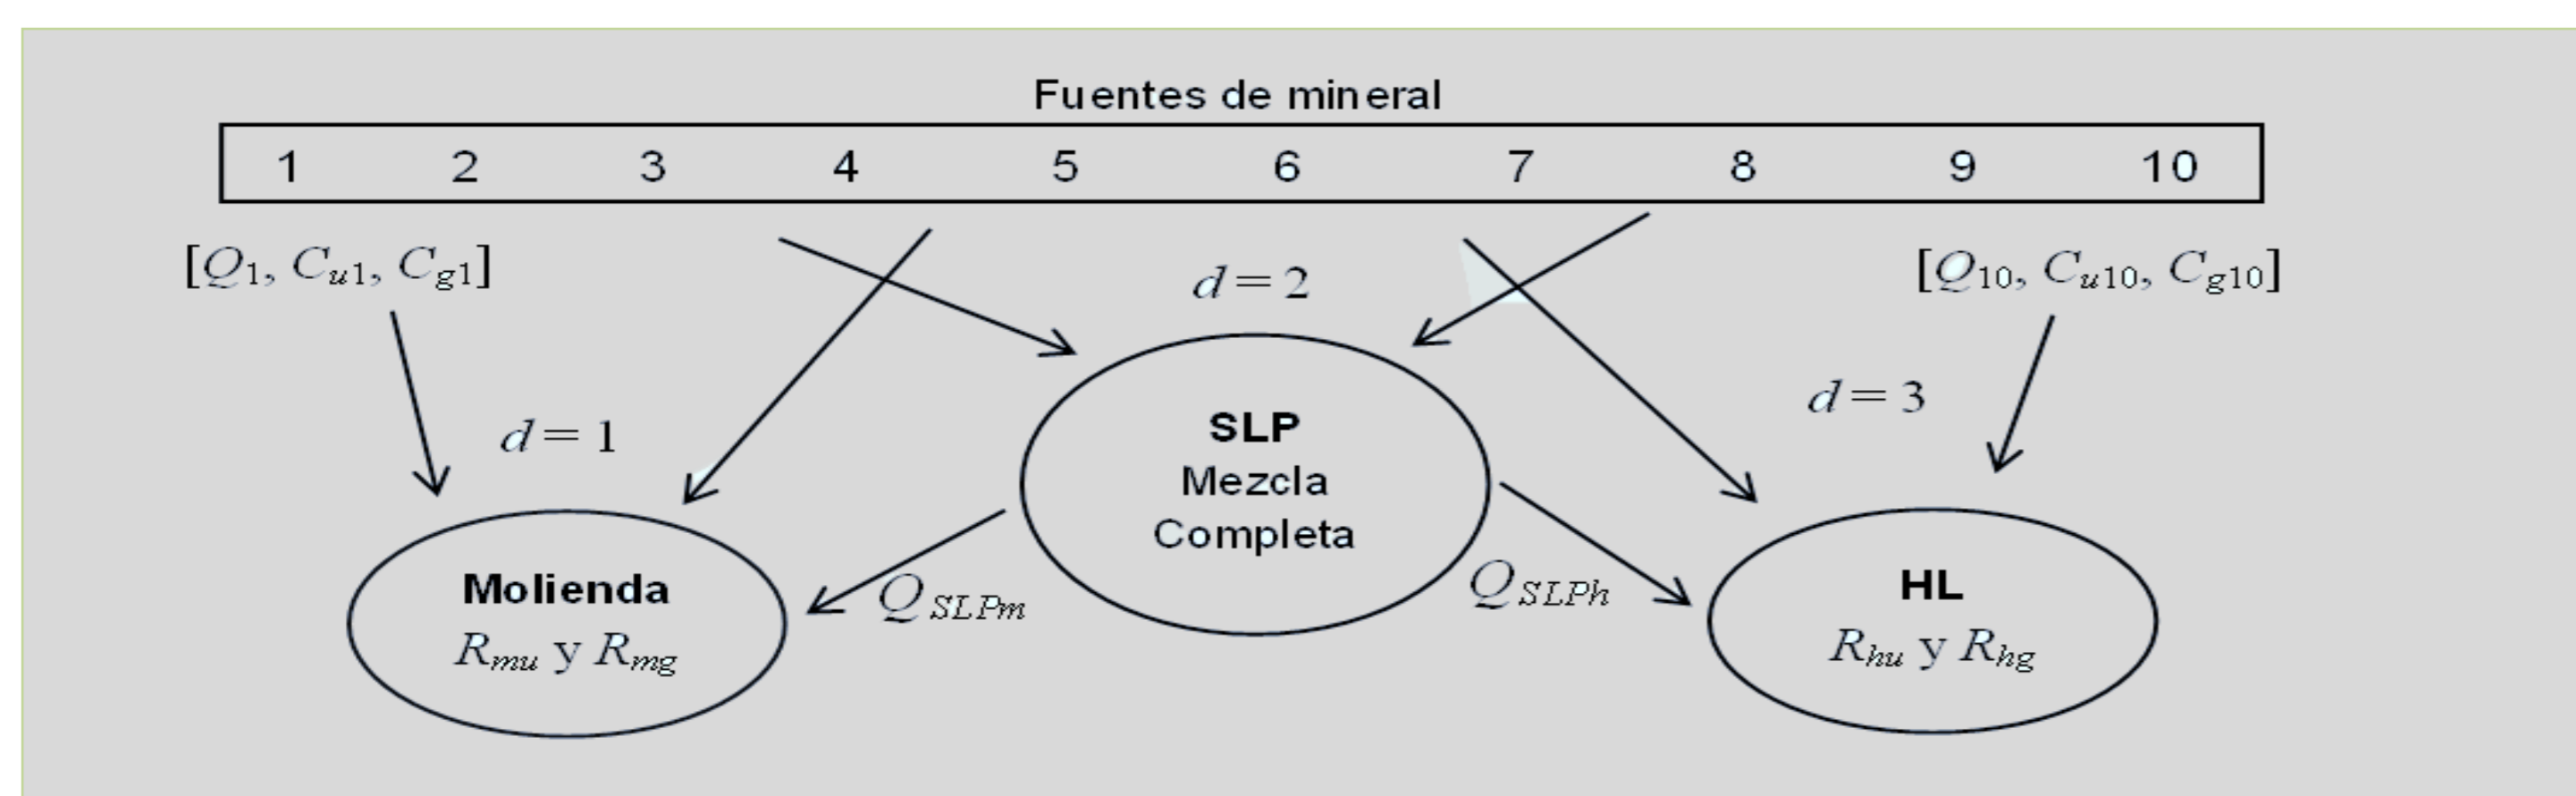 Fuentes de mineral
1 2 3 4 5 6 7 8 9 10
[Q1, Cu1, Cg1]
[Q10, Cu10, Cg10]
d = 2
d = 3
d = 1
SLP
Mezcla
Completa
Molienda
Rmu y Rmg
QSLPm
QSLPh
HL
Rhu y Rhg